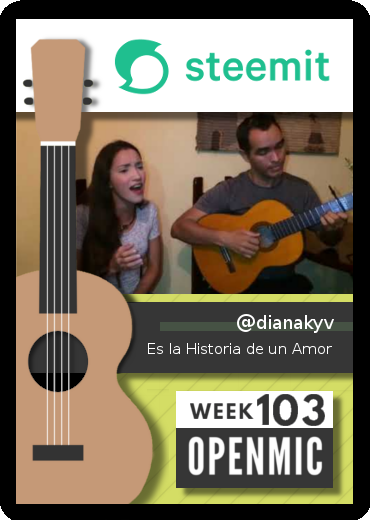 steemit
@dianakyv
Es la Historia de un Amor
WEEK 103
OPENMIC